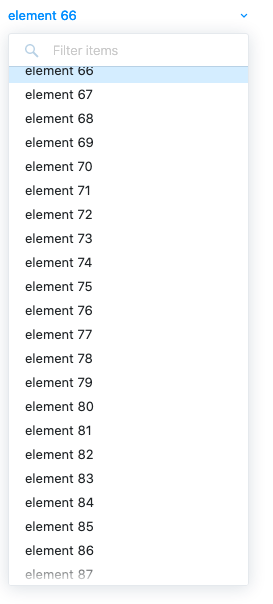 element 66
Filter items
element 66
element 67
element 68
element 69
element 70
element 71
element 72
element 73
element 74
element 75
element 76
element 77
element 78
element 79
element 80
element 81
element 82
element 83
element 84
element 85
element 86
element 87